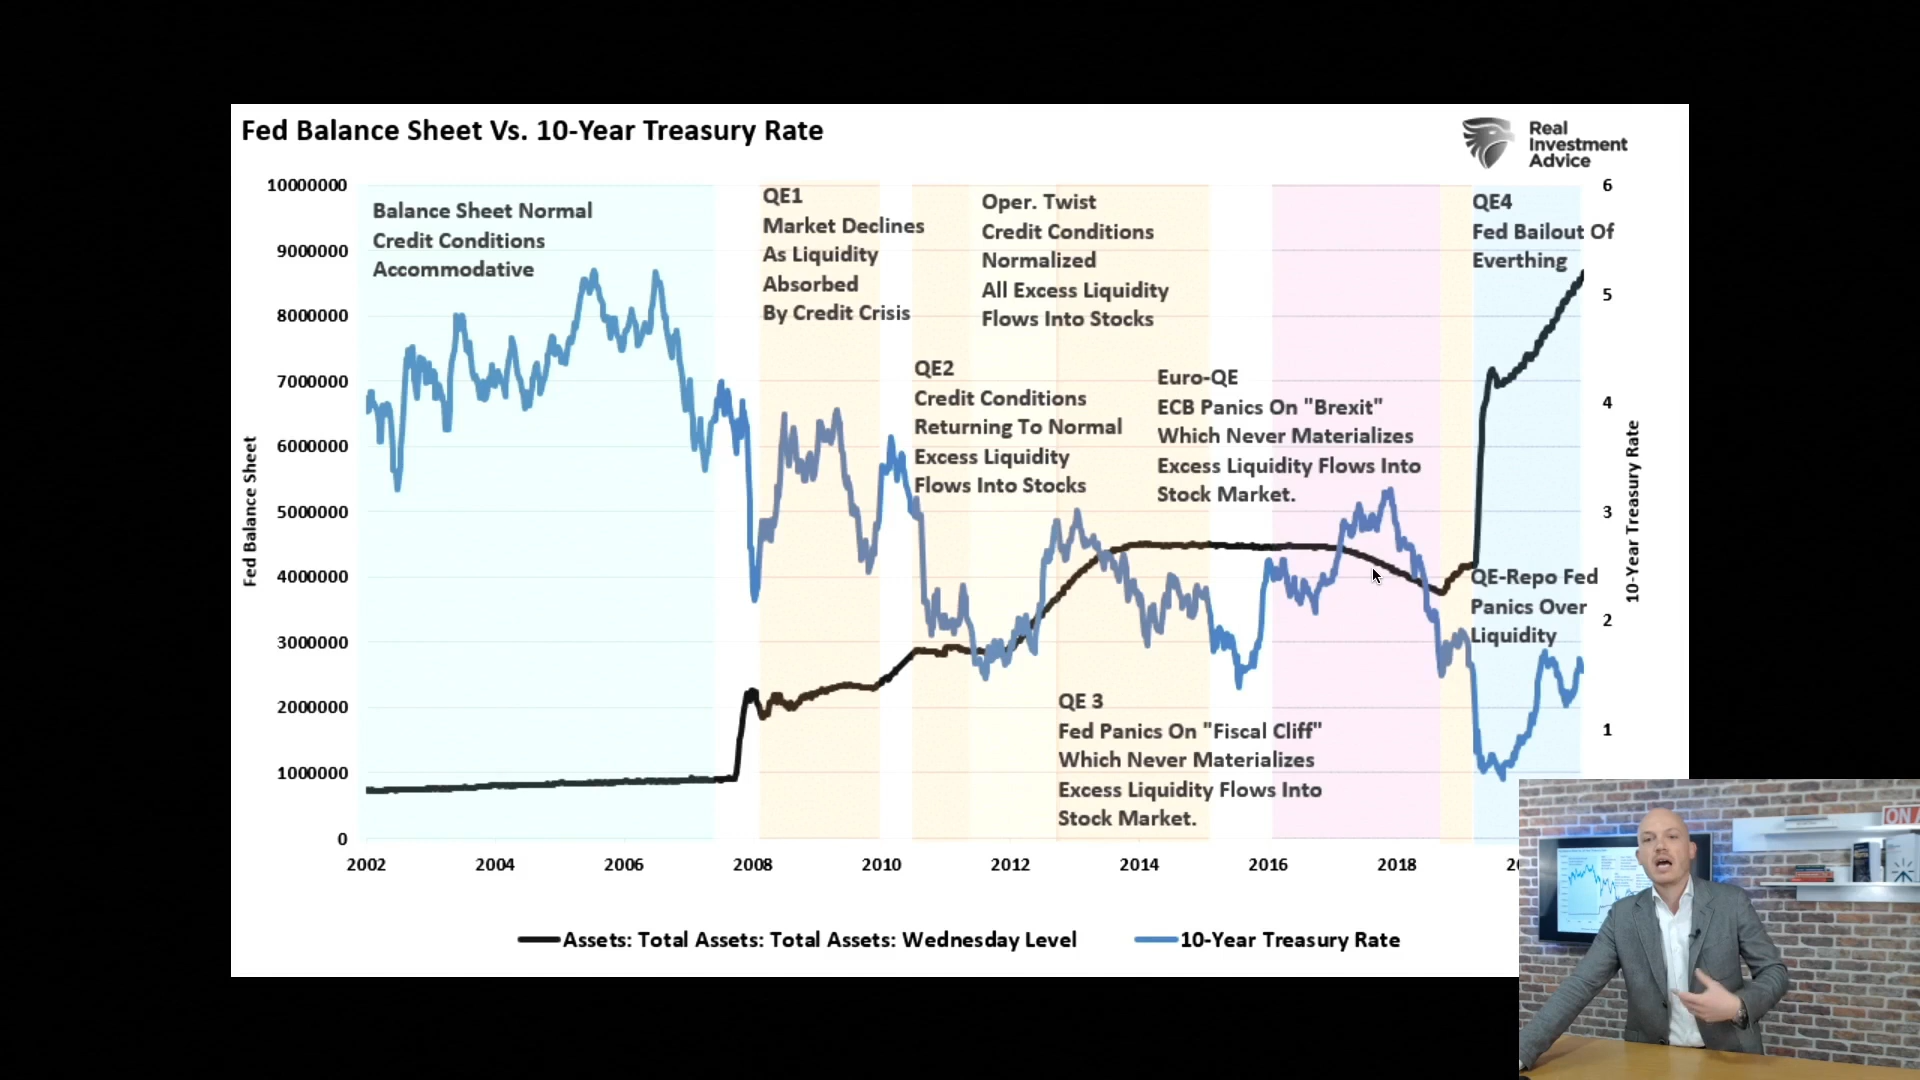 Fed Balance Sheet Vs. 10-Year Treasury Rate
Real
Investment
Advice
10000000
9000000
8000000
7000000
6000000
5000000
4000000
3000000
2000000
1000000
0
Fed Balance Sheet
Balance Sheet Normal
Credit Conditions
Accommodative
QE1
Market Declines
As Liquidity
Absorbed
By Credit Crisis
QE2
Credit Conditions
Returning To Normal
Excess Liquidity
Flows Into Stocks
Oper. Twist
Credit Conditions
Normalized
All Excess Liquidity
Flows Into Stocks
QE 3
Fed Panics On "Fiscal Cliff"
Which Never Materializes
Excess Liquidity Flows Into
Stock Market.
Euro-QE
ECB Panics On "Brexit"
Which Never Materializes
Excess Liquidity Flows Into
Stock Market.
QE4
Fed Bailout Of
Everthing
QE-Repo Fed
Panics Over
Liquidity
6
5
4
3
2
1
10-Year Treasury Rate
2002 2004 2006 2008 2010 2012 2014 2016 2018
Assets: Total Assets: Total Assets: Wednesday Level
10-Year Treasury Rate
ON